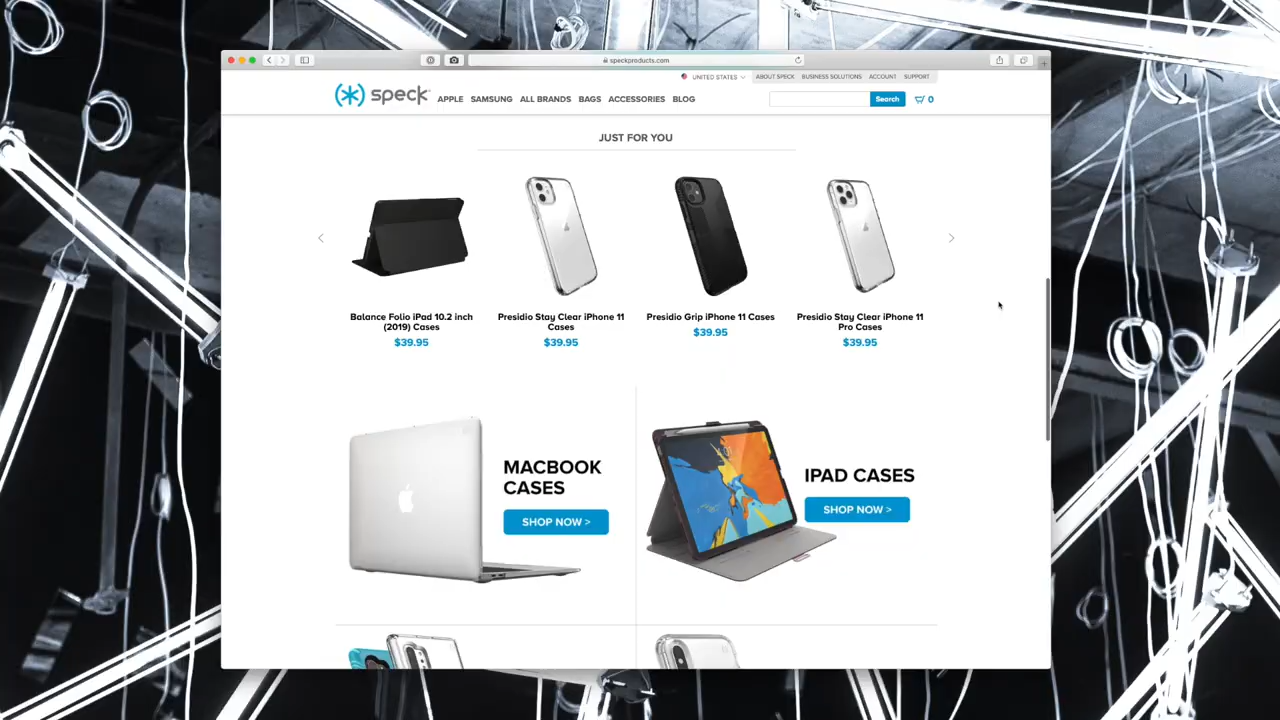 speckproducts.com
UNITED STATES
ABOUT SPECK
BUSINESS SOLUTIONS
ACCOUNT
SUPPORT
speck
APPLE
SAMSUNG
ALL BRANDS
BAGS
ACCESSORIES
BLOG
Search
0
JUST FOR YOU
Balance Folio iPad 10.2 inch
(2019) Cases
$39.95
Presidio Stay Clear iPhone 11
Cases
$39.95
Presidio Grip iPhone 11 Cases
$39.95
Presidio Stay Clear iPhone 11
Pro Cases
$39.95
MACBOOK
CASES
SHOP NOW >
IPAD CASES
SHOP NOW >